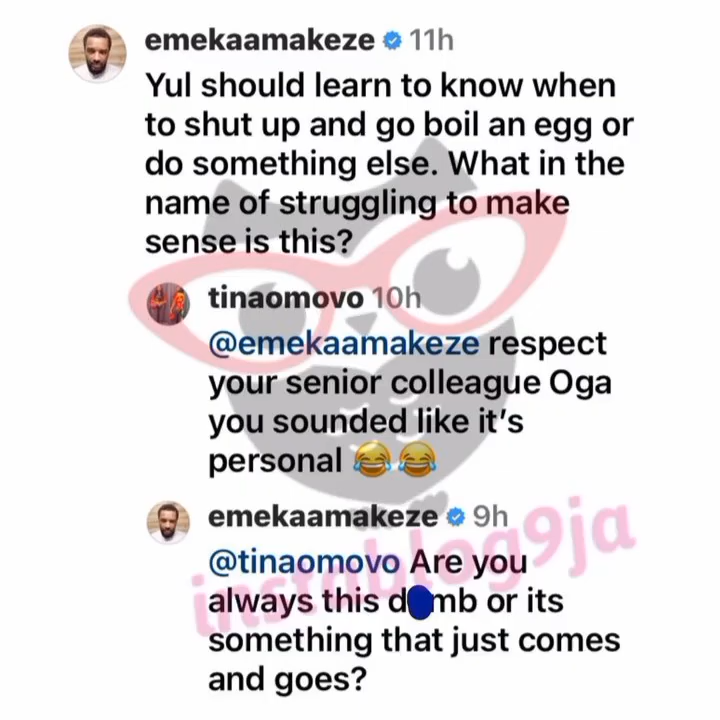 emekaamakeze 11h
Yul should learn to know when
to shut up and go boil an egg or
do something else. What in the
name of struggling to make
sense is this?
tinaomovo 10h
@emekaamakeze respect
your senior colleague Oga
you sounded like it's
personal 😂😂
emekaamakeze 9h
@tinaomovo Are you
always this d mb or its
something that just comes
and goes?
instablog9ja